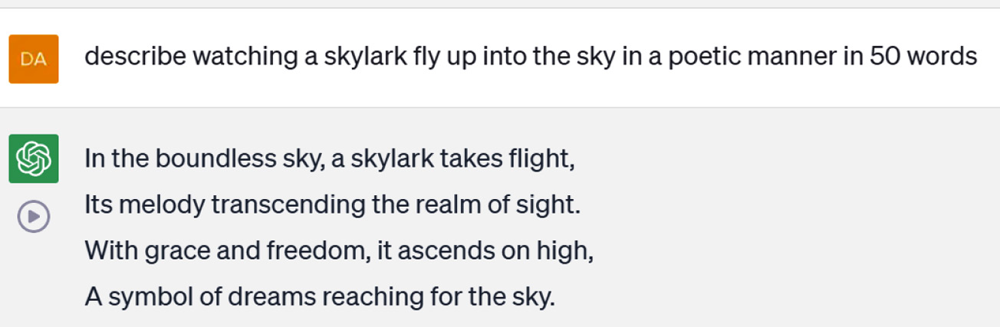 DA
describe watching a skylark fly up into the sky in a poetic manner in 50 words
In the boundless sky, a skylark takes flight,
Its melody transcending the realm of sight.
With grace and freedom, it ascends on high,
A symbol of dreams reaching for the sky.